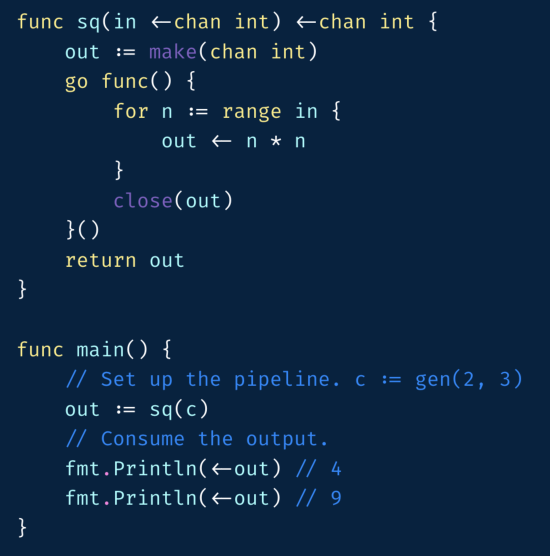 func sq(in <-chan int) <-chan int {
    out := make(chan int)
    go func() {
        for n := range in {
            out <- n * n
        }
        close(out)
    }()
    return out
}

func main() {
    // Set up the pipeline. c := gen(2, 3)
    out := sq(c)
    // Consume the output.
    fmt.Println(<-out) // 4
    fmt.Println(<-out) // 9
}